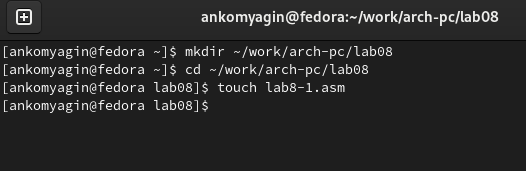 ankomyagin@fedora:~/work/arch-pc/lab08
[ankomyagin@fedora ~]$ mkdir ~/work/arch-pc/lab08
[ankomyagin@fedora ~]$ cd ~/work/arch-pc/lab08
[ankomyagin@fedora lab08]$ touch lab8-1.asm
[ankomyagin@fedora lab08]$